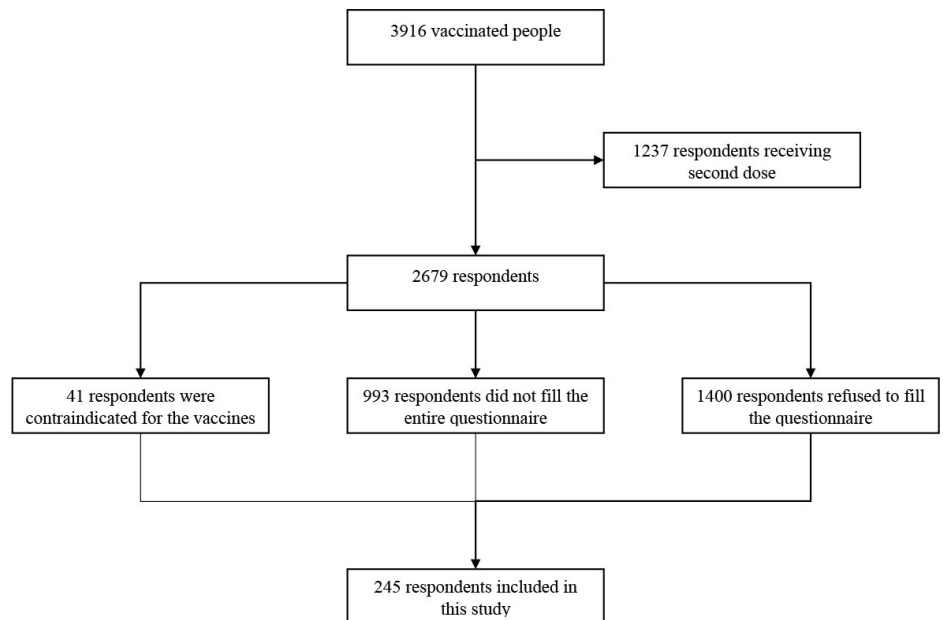 3916 vaccinated people
1237 respondents receiving
second dose
2679 respondents
41 respondents were
contraindicated for the vaccines
993 respondents did not fill the
entire questionnaire
1400 respondents refused to fill
the questionnaire
245 respondents included in
this study